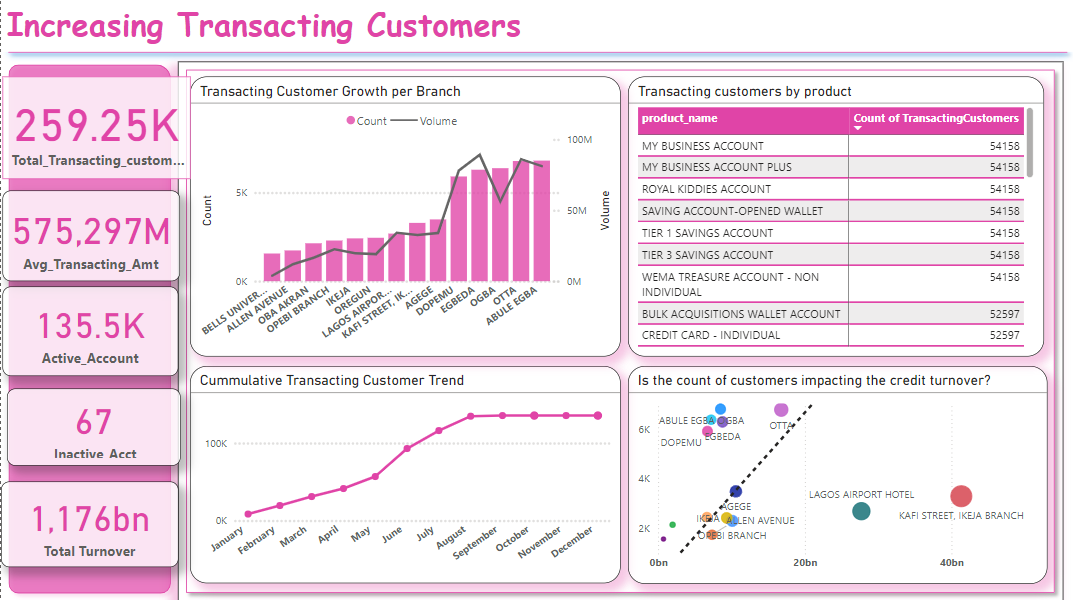 Increasing Transacting Customers
259.25K
Total_Transacting_custom...
575,297M
Avg_Transacting_Amt
135.5K
Active_Account
67
Inactive_Acct
1,176bn
Total Turnover
Transacting Customer Growth per Branch
Count Volume
Count
5K
0K
100M
50M
0M
Volume
BELLS UNIVER...
ALLEN AVENUE
OBA AKRAN
OPEBI BRANCH
IKEJA
OREGUN
LAGOS AIRPOR...
KAFI STREET, IK...
AGEGE
DOPEMU
EGBEDA
OGBA
OTTA
ABULE EGBA
Transacting customers by product
product_name Count of TransactingCustomers
MY BUSINESS ACCOUNT 54158
MY BUSINESS ACCOUNT PLUS 54158
ROYAL KIDDIES ACCOUNT 54158
SAVING ACCOUNT-OPENED WALLET 54158
TIER 1 SAVINGS ACCOUNT 54158
TIER 3 SAVINGS ACCOUNT 54158
WEMA TREASURE ACCOUNT - NON 54158
INDIVIDUAL
BULK ACQUISITIONS WALLET ACCOUNT 52597
CREDIT CARD - INDIVIDUAL 52597
Cummulative Transacting Customer Trend
100K
0K
January
February
March
April
May
June
July
August
September
October
November
December
Is the count of customers impacting the credit turnover?
6K
4K
2K
ABULE EGBA OGBA
OTTA
EGBEDA
DOPEMU
LAGOS AIRPORT HOTEL
AGEGE
KAFI STREET, IKEJA BRANCH
IKEJA ALLEN AVENUE
OPEBI BRANCH
0bn 20bn 40bn